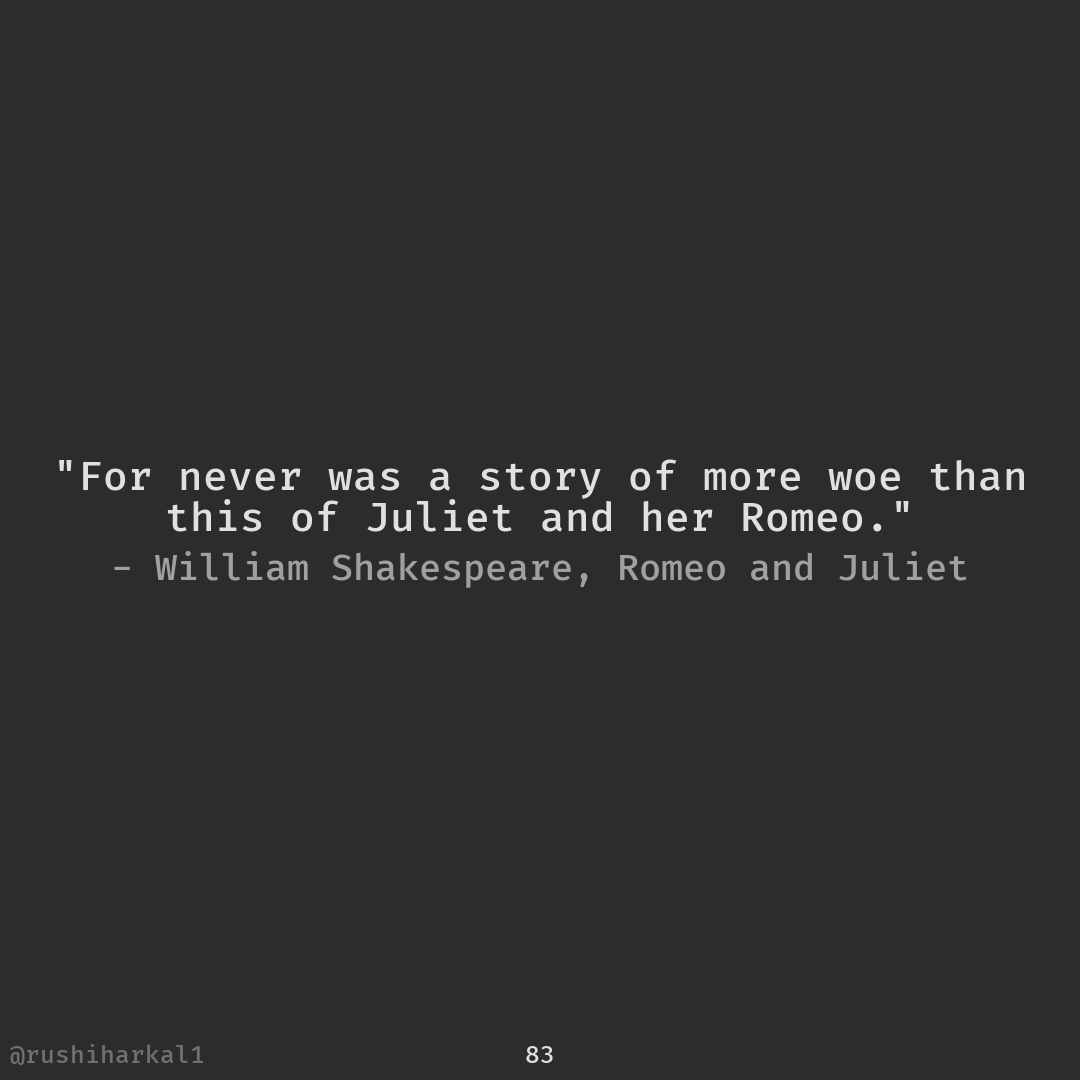 "For never was a story of more woe than
this of Juliet and her Romeo."
– William Shakespeare, Romeo and Juliet
@rushiharkal1
83